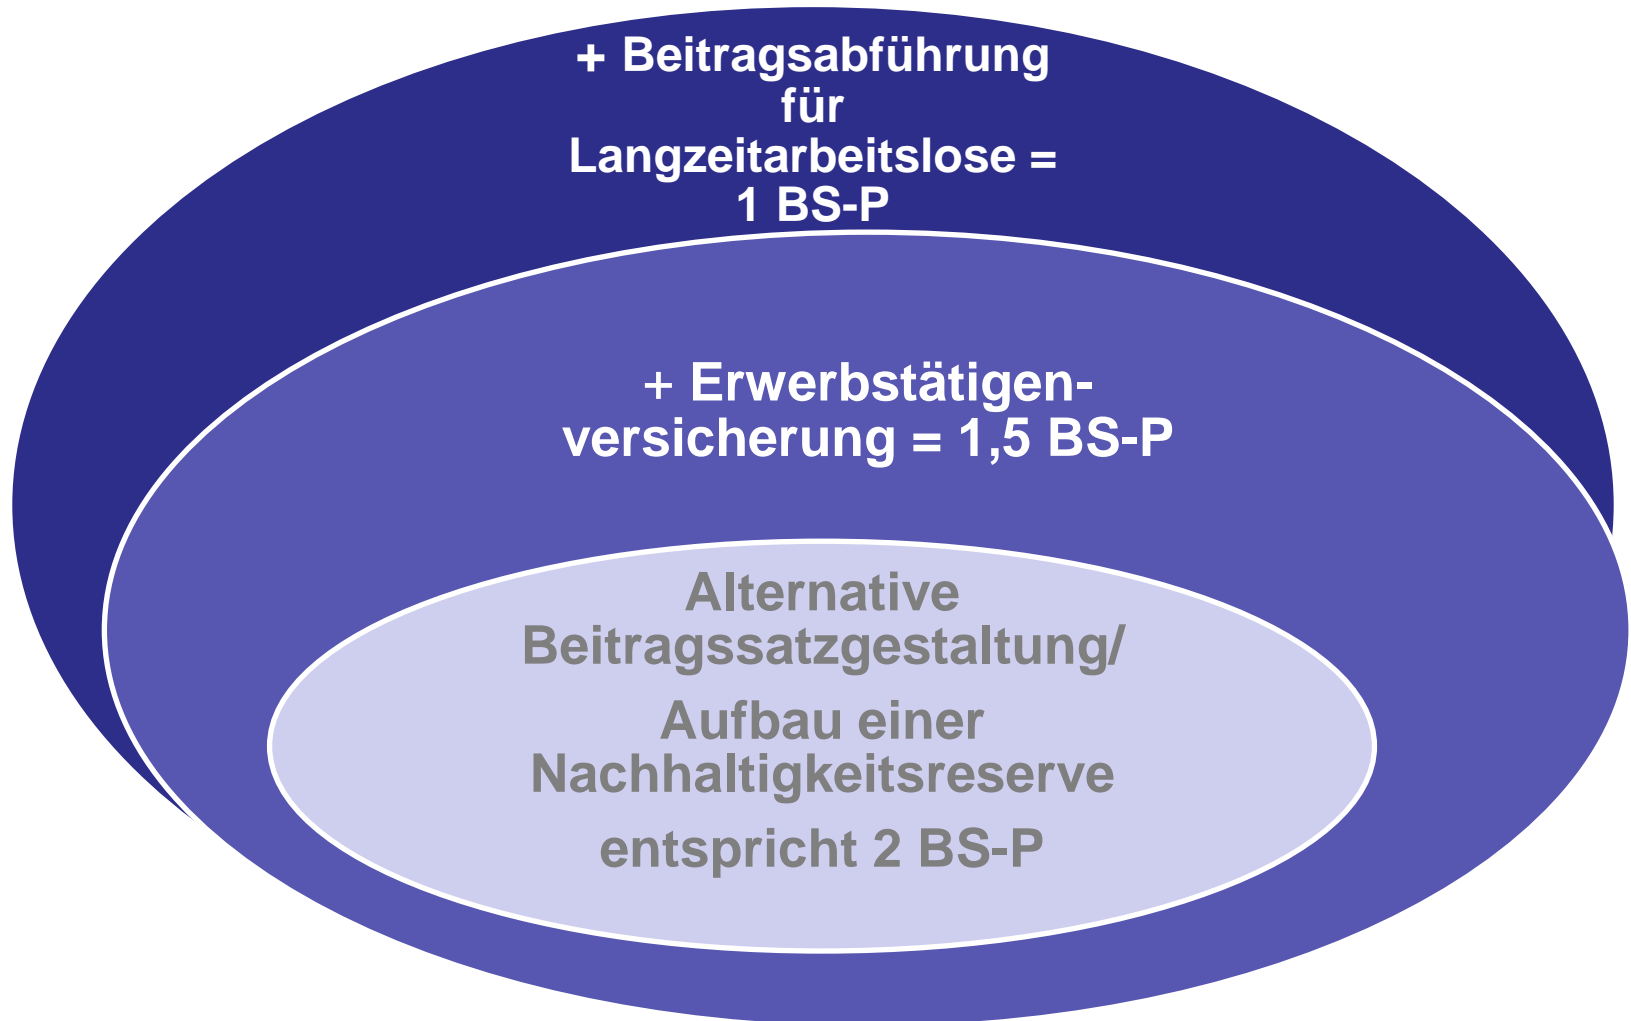 + Beitragsabführung
für
Langzeitarbeitslose =
1 BS-P
+ Erwerbstätigen-
versicherung = 1,5 BS-P
Alternative
Beitragssatzgestaltung/
Aufbau einer
Nachhaltigkeitsreserve
entspricht 2 BS-P